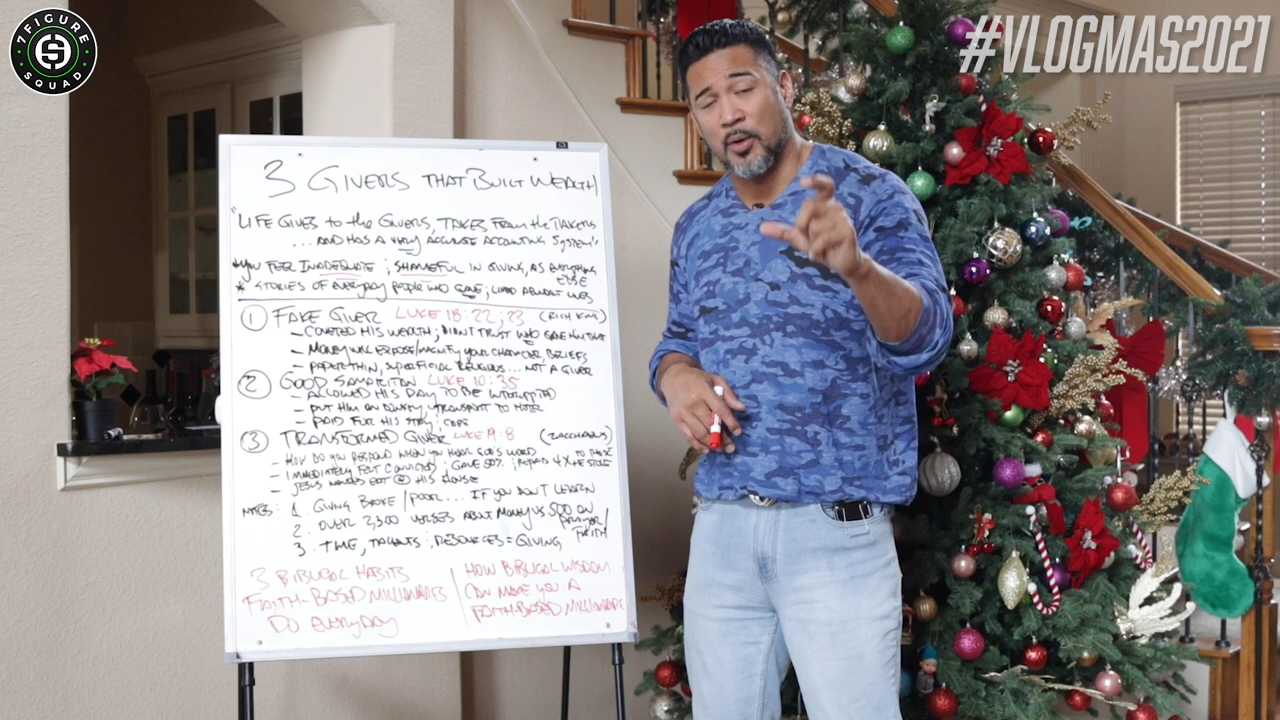 7 FIGURE
SQUAD
#VLOGMAS2021
3 GIVERS THAT BUILT WEALTH
"LIFE GIVES to the GIVERS, TAKES FROM the TAKERS
...AND HAS A VERY ACCURATE ACCOUNTING SYSTEM"
* YOU FEEL INADEQUATE ; SHAMEFUL IN GIVING, AS EVERYTHING
ELSE
* STORIES OF EVERYDAY PEOPLE WHO GAVE, LIVED ABUNDANT LIVES
1 FAKE GIVER LUKE 18:22;23 (RICH KING)
- COVETED HIS WEALTH; DIDN'T TRUST WHO GAVE HIM THAT
- MONEY WILL EXPOSE/MAGNIFY YOUR CHARACTER, BELIEFS
- PAPER THIN, SUPERFICIAL RELIGIOUS... NOT A GIVER
2 GOOD SAMARITAN LUKE 10:35
- ALLOWED HIS DAY TO BE INTERRUPTED
- PUT HIM ON DONKEY, TRANSPORT TO HOTEL
- PAID FOR HIS STAY;
3 TRANSFORMED GIVER LUKE 19:8 (ZACCHAEUS)
- HOW DO YOU RESPOND WHEN YOU HEAR GOD'S WORD
- IMMEDIATELY FELT CONVICTED; GAVE 50%; REPAID 4X TO THOSE
- JESUS WANTED EAT @ HIS HOUSE
NOTES: 1. GIVING BROKE/POOR... IF YOU DON'T LEARN
2. OVER 2,300 VERSES ABOUT MONEY VS 500 ON
PRAYER/
FAITH
3. TIME, TALENTS; RESOURCES = GIVING
3 BIBLICAL HABITS
FAITH-BASED MILLIONAIRES
DO EVERYDAY
HOW BIBLICAL WISDOM
CAN MAKE YOU A
FAITH-BASED MILLIONAIRE